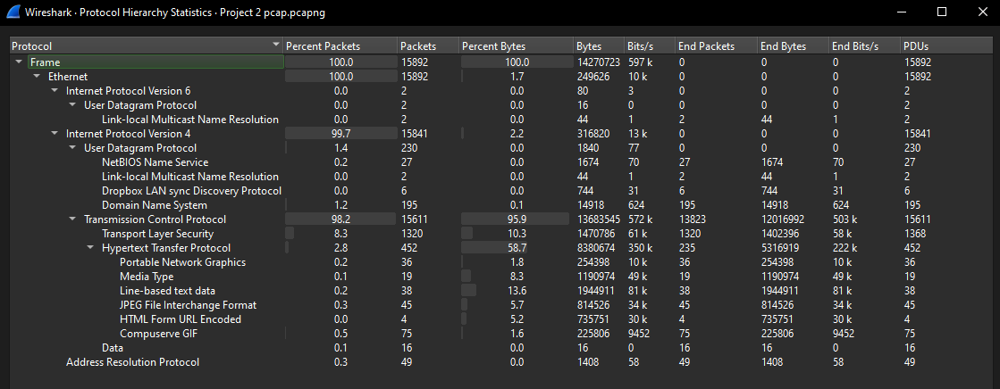 Wireshark · Protocol Hierarchy Statistics · Project 2 pcap.pcapng
Protocol Percent Packets Packets Percent Bytes Bytes Bits/s End Packets End Bytes End Bits/s PDUs
Frame 100.0 15892 100.0 14270723 597 k 0 0 0 15892
Ethernet 100.0 15892 1.7 249626 10 k 0 0 0 15892
Internet Protocol Version 6 0.0 2 0.0 80 3 0 0 0 2
User Datagram Protocol 0.0 2 0.0 16 0 0 0 0 2
Link-local Multicast Name Resolution 0.0 2 0.0 44 1 2 44 1 2
Internet Protocol Version 4 99.7 15841 2.2 316820 13 k 0 0 0 15841
User Datagram Protocol 1.4 230 0.0 1840 77 0 0 0 230
NetBIOS Name Service 0.2 27 0.0 1674 70 27 1674 70 27
Link-local Multicast Name Resolution 0.0 2 0.0 44 1 2 44 1 2
Dropbox LAN sync Discovery Protocol 0.0 6 0.0 744 31 6 744 31 6
Domain Name System 1.2 195 0.1 14918 624 195 14918 624 195
Transmission Control Protocol 98.2 15611 95.9 13683545 572 k 13823 12016992 503 k 15611
Transport Layer Security 8.3 1320 10.3 1470786 61 k 1320 1402396 58 k 1368
Hypertext Transfer Protocol 2.8 452 58.7 8380674 350 k 235 5316919 222 k 452
Portable Network Graphics 0.2 36 1.8 254398 10 k 36 254398 10 k 36
Media Type 0.1 19 8.3 1190974 49 k 19 1190974 49 k 19
Line-based text data 0.2 38 13.6 1944911 81 k 38 1944911 81 k 38
JPEG File Interchange Format 0.3 45 5.7 814526 34 k 45 814526 34 k 45
HTML Form URL Encoded 0.0 4 5.2 735751 30 k 4 735751 30 k 4
Compuserve GIF 0.5 75 1.6 225806 9452 75 225806 9452 75
Data 0.1 16 0.0 16 0 16 16 0 16
Address Resolution Protocol 0.3 49 0.0 1408 58 49 1408 58 49